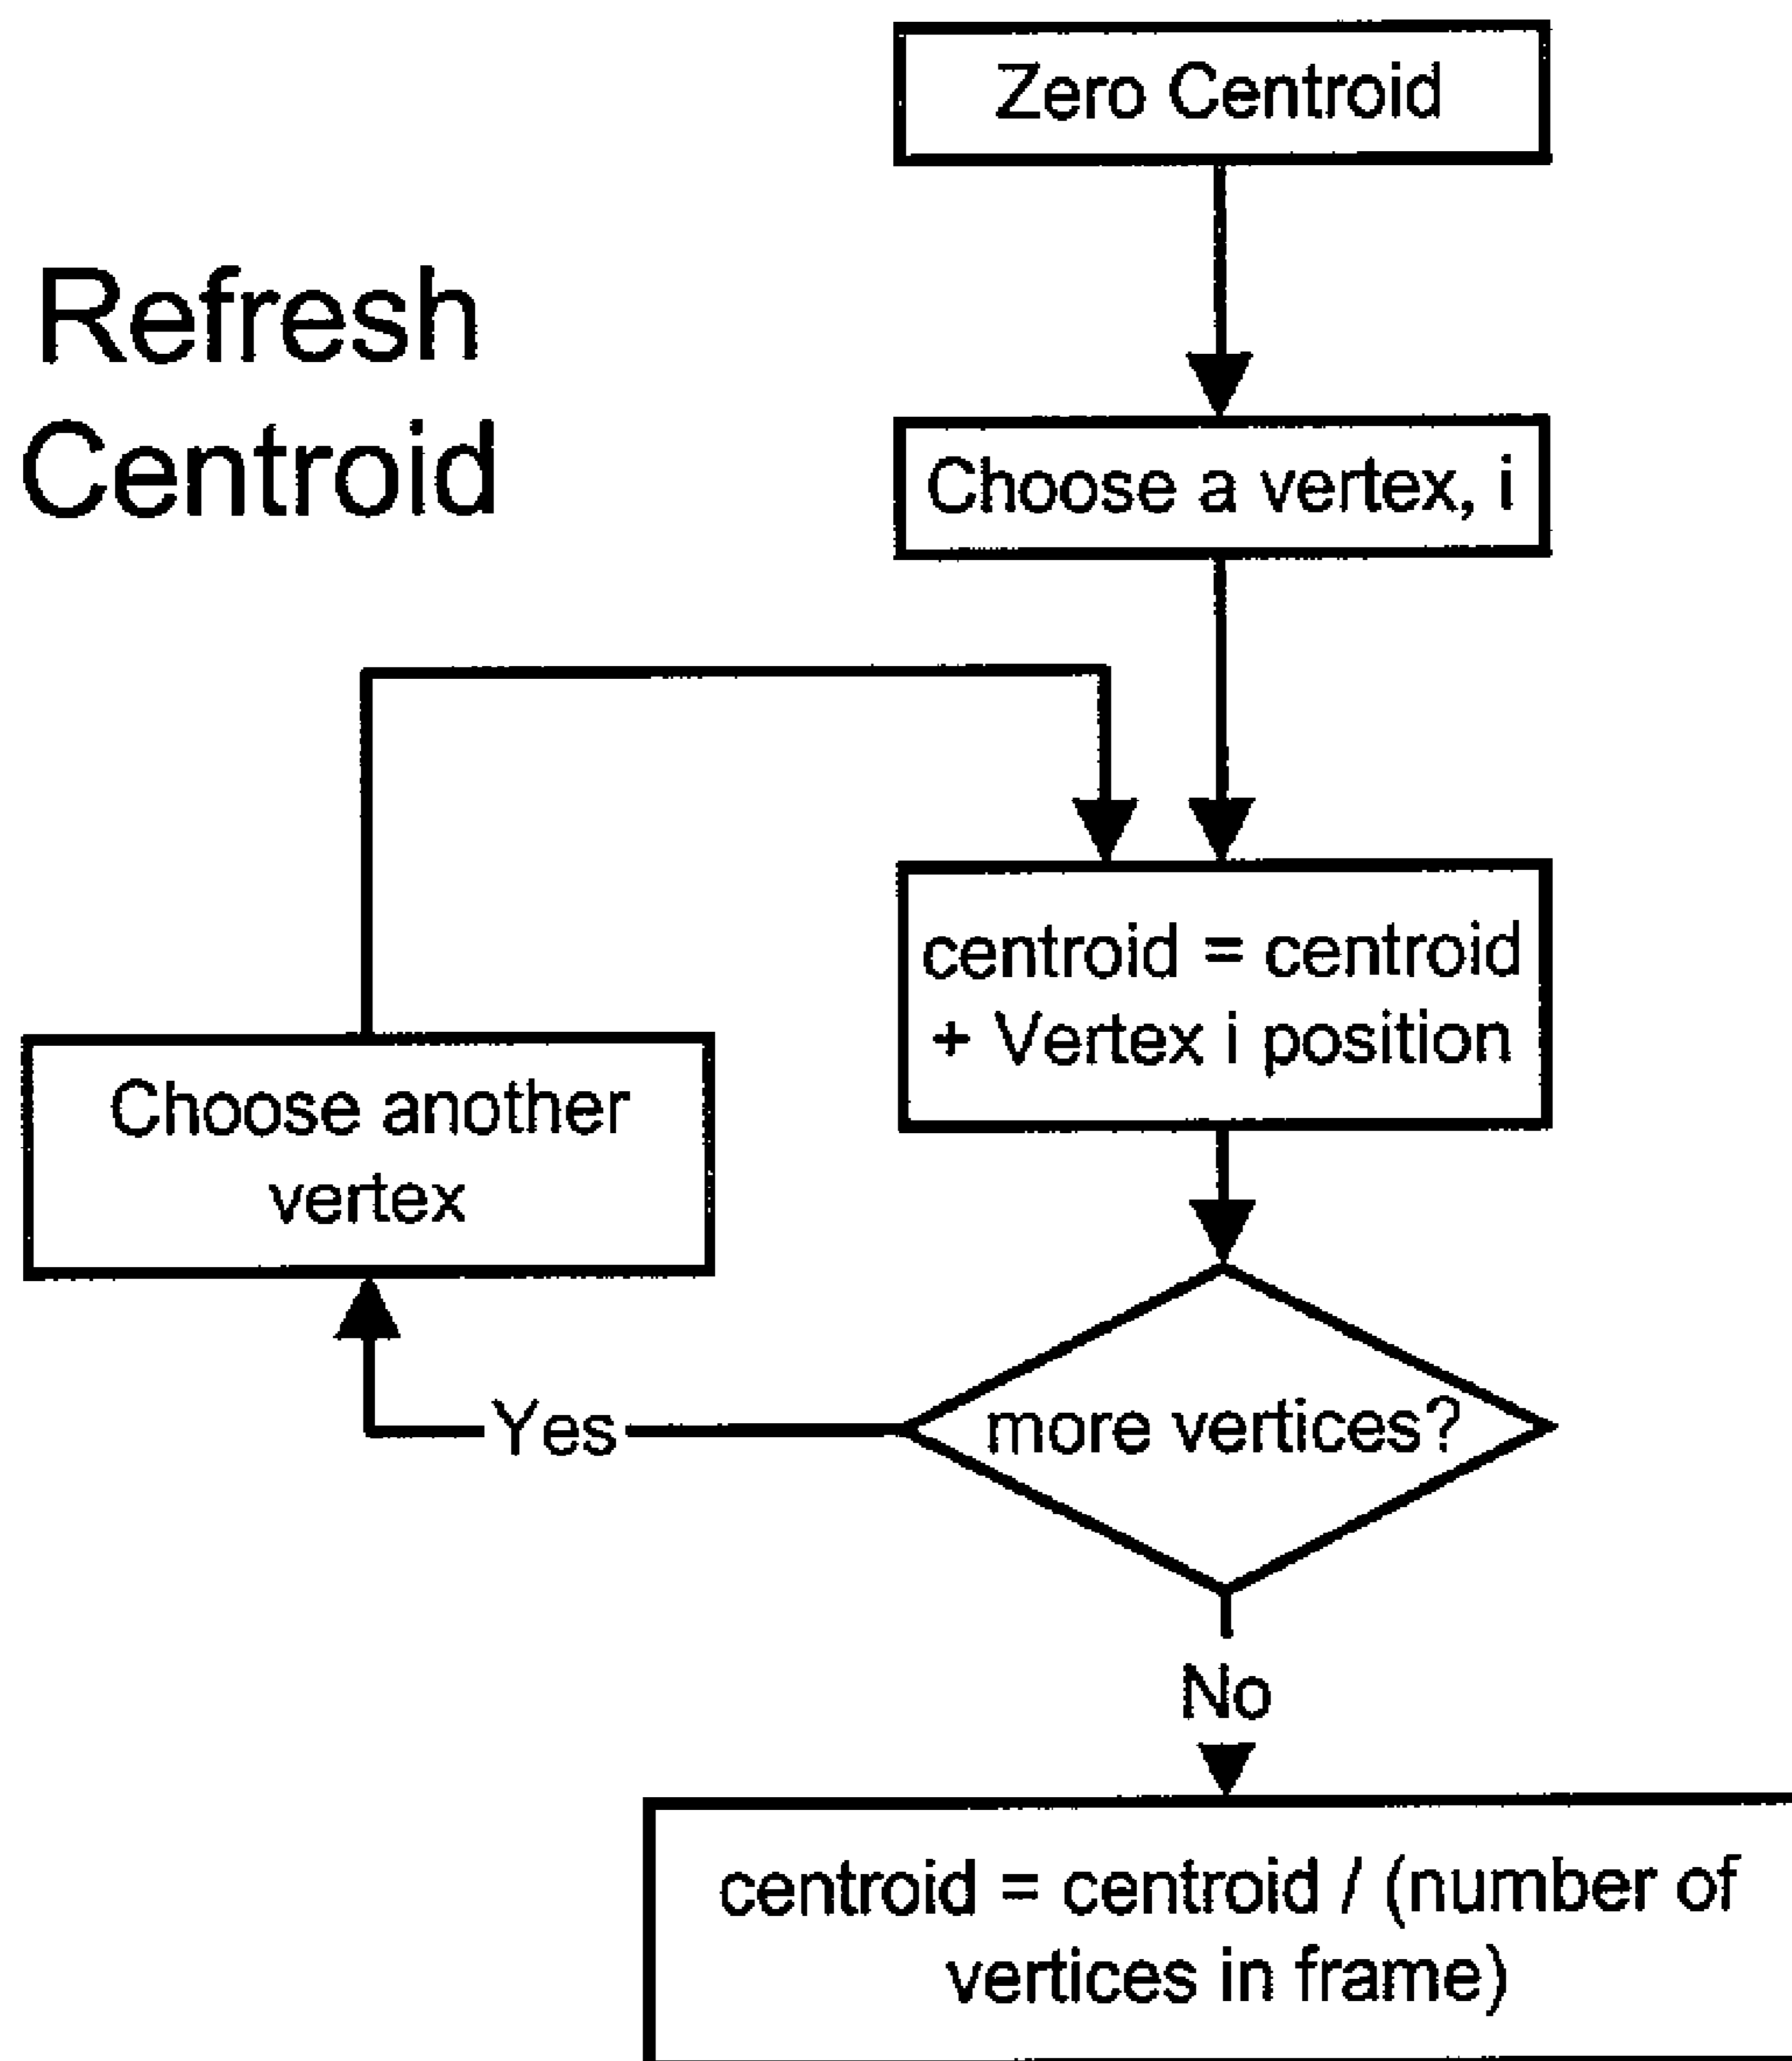 Zero Centroid
Refresh
Centroid
Choose a vertex, i
centroid = centroid
+ Vertex i position
Choose another
vertex
more vertices?
Yes
No
centroid = centroid / (number of
vertices in frame)